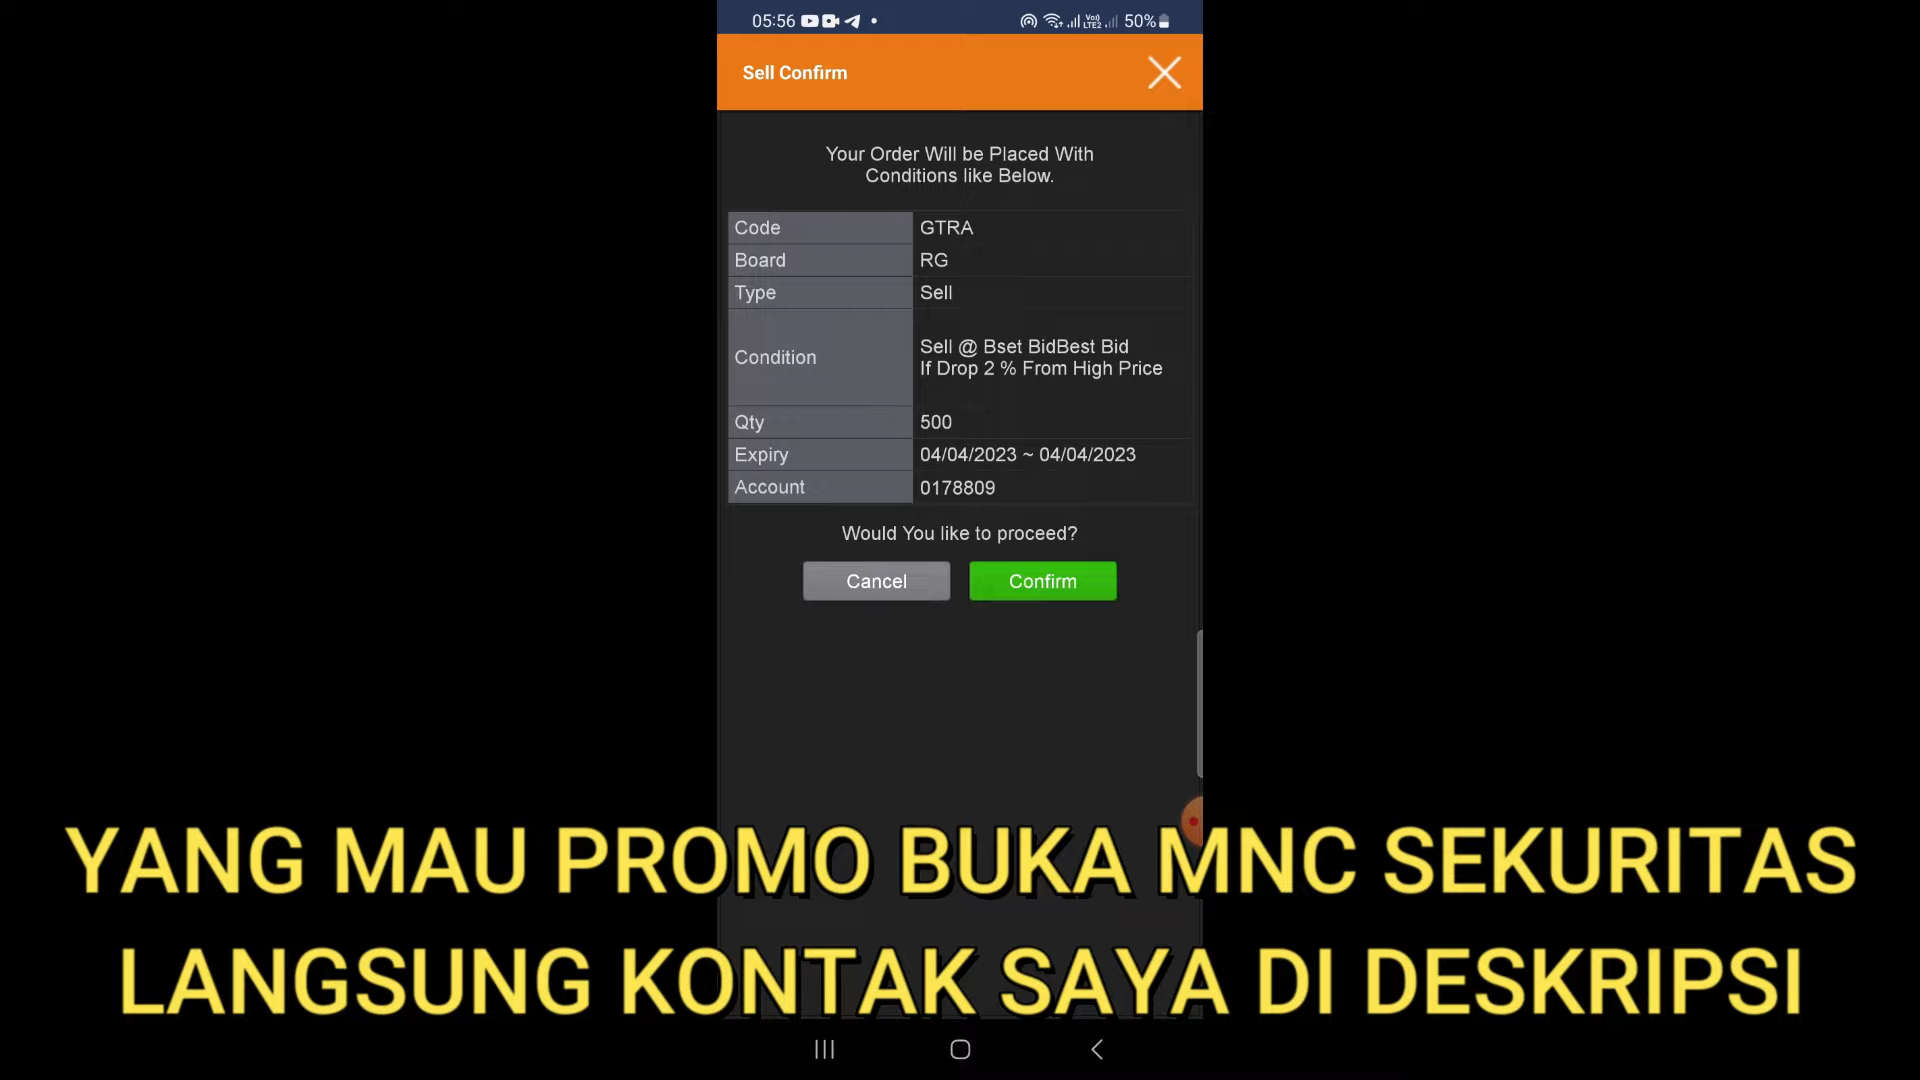 05:56
Vo)) LTE2 50%
Sell Confirm
Your Order Will be Placed With
Conditions like Below.
Code GTRA
Board RG
Type Sell
Condition Sell @ Bset BidBest Bid
If Drop 2 % From High Price
Qty 500
Expiry 04/04/2023 ~ 04/04/2023
Account 0178809
Would You like to proceed?
Cancel Confirm
YANG MAU PROMO BUKA MNC SEKURITAS
LANGSUNG KONTAK SAYA DI DESKRIPSI